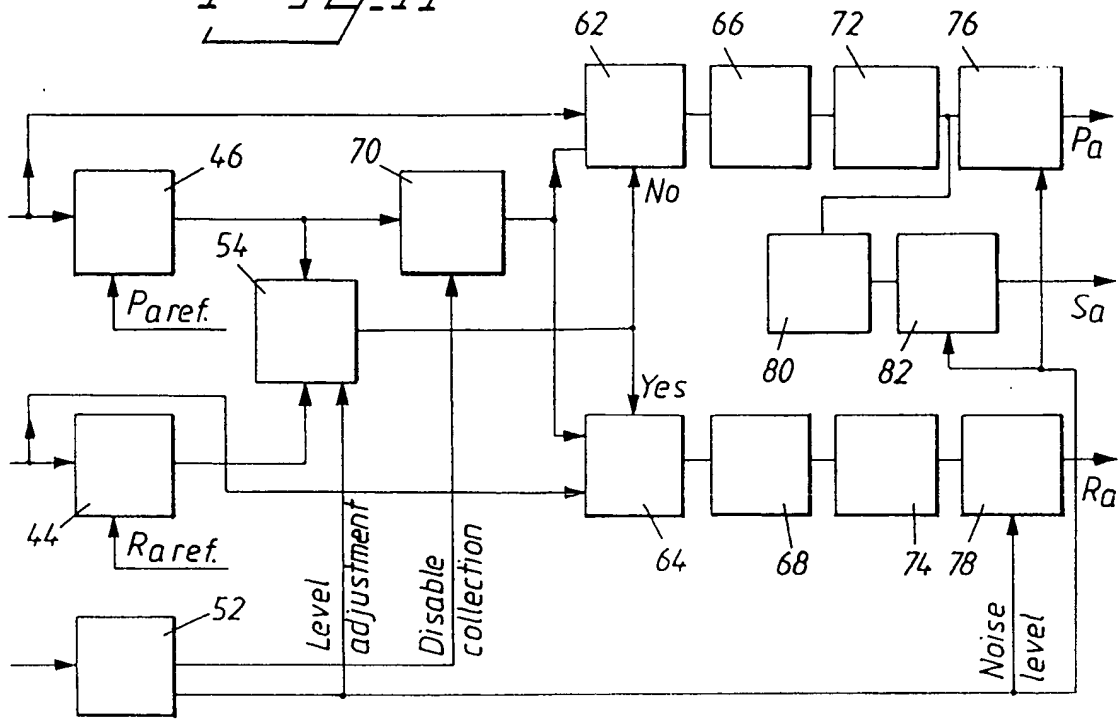 62 66 72 76
Pa
46 70
No
54
Pa ref.
Sa
80 82
Yes
Ra
44
Ra ref.
64 68 74 78
Level adjustment
Disable collection
Noise level
52